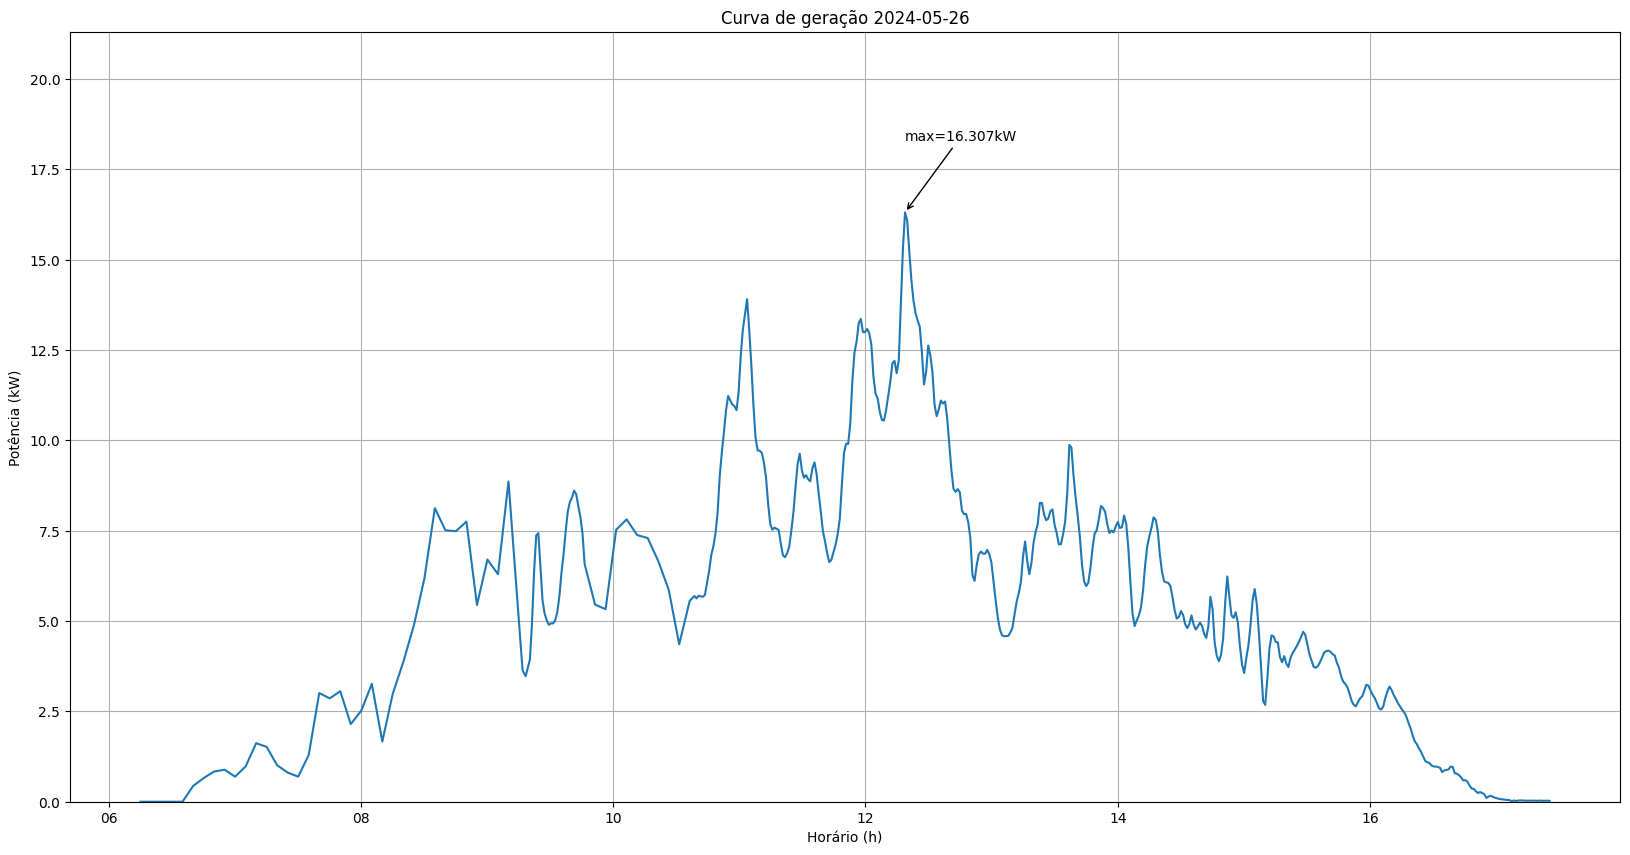 Curva de geração 2024-05-26
Potência (kW)
20.0
17.5
15.0
12.5
10.0
7.5
5.0
2.5
0.0
max=16.307kW
06 08 10 12 14 16
Horário (h)